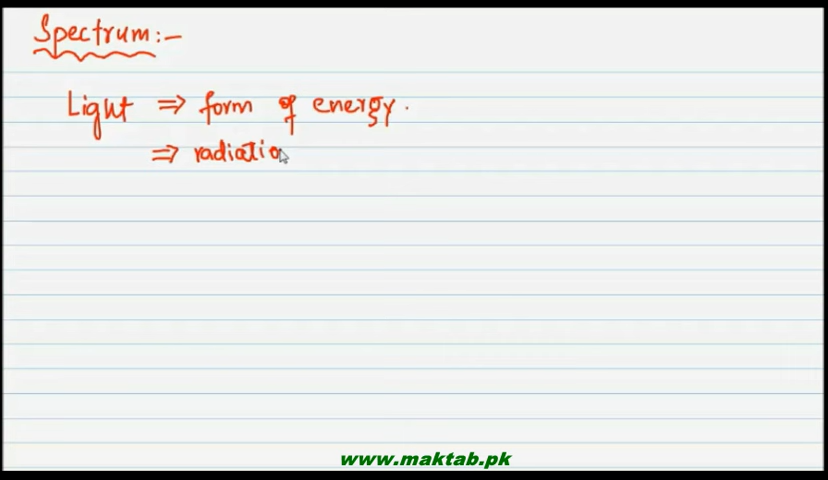 Spectrum:-
Light ⇒ form of energy.
⇒ radiatio
www.maktab.pk